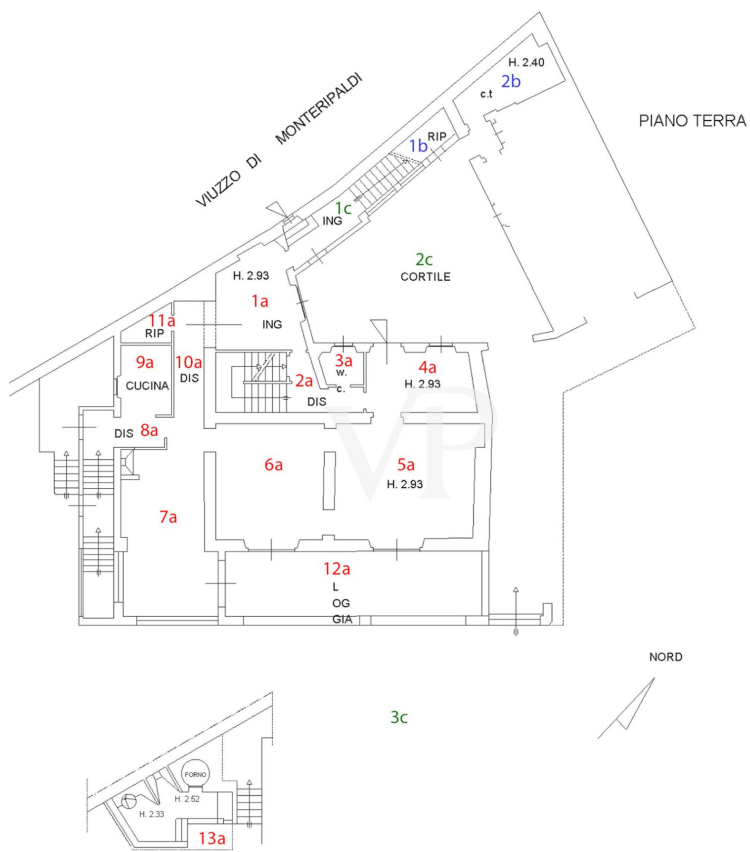 H. 2.40
2b
c.t
PIANO TERRA
VIUZZO DI MONTERIPALDI
RIP
1b
1c
ING
2c
CORTILE
H. 2.93
1a
ING
11a
RIP
9a
10a
CUCINA
DIS
3a
w.
c.
4a
H. 2.93
2a
DIS
DIS
8a
VP
6a
5a
H. 2.93
7a
12a
L
OG
GIA
NORD
3c
FORNO
H. 2.52
H. 2.33
13a